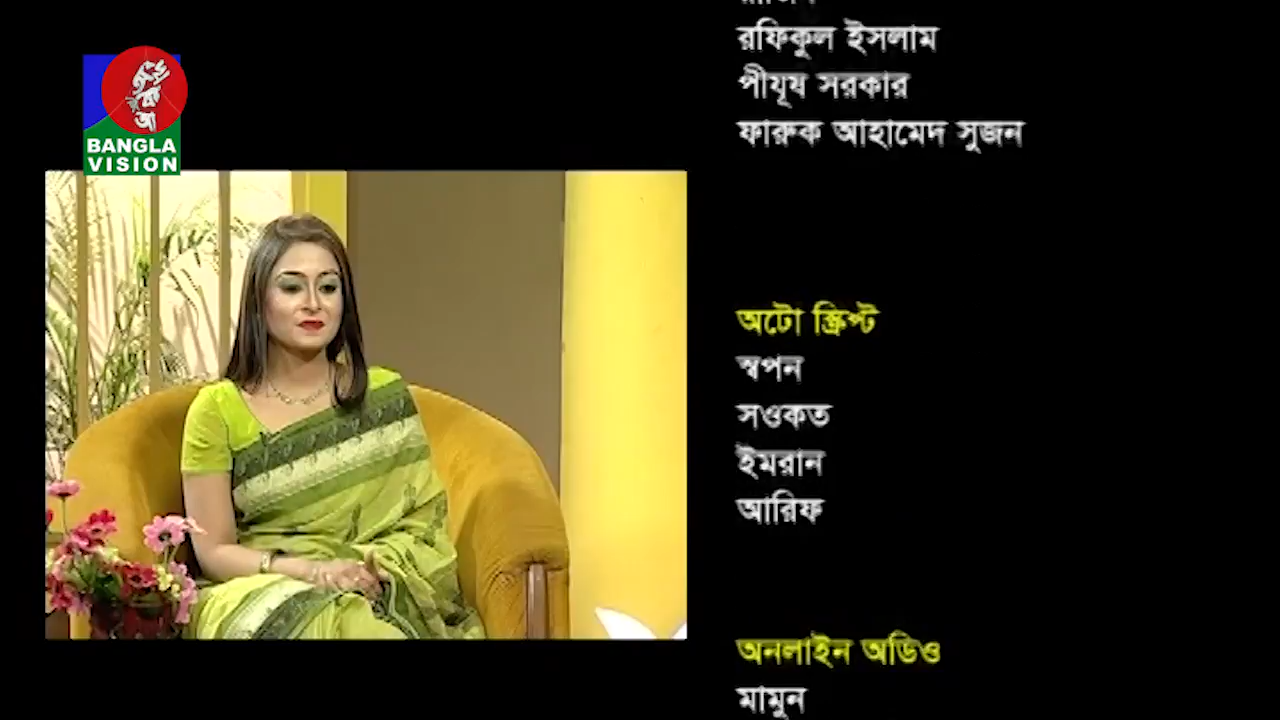 BANGLA
VISION
রফিকুল ইসলাম
পীযূষ সরকার
ফারুক আহামেদ সুজন
অটো স্ক্রিপ্ট
স্বপন
সওকত
ইমরান
আরিফ
অনলাইন অডিও
মামুন